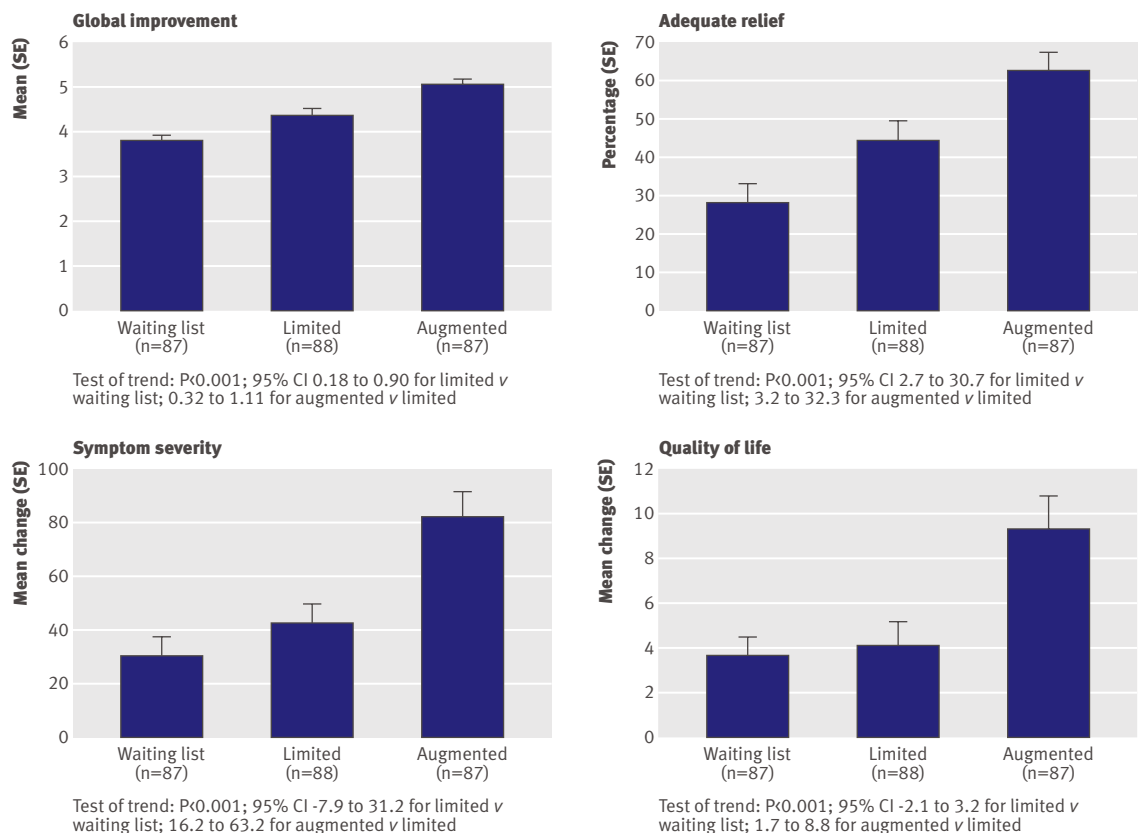 Global improvement
Mean (SE)
6
5
4
3
2
1
0
Waiting list
(n=87)
Limited
(n=88)
Augmented
(n=87)
Test of trend: P<0.001; 95% CI 0.18 to 0.90 for limited v
waiting list; 0.32 to 1.11 for augmented v limited
Adequate relief
Percentage (SE)
70
60
50
40
30
20
10
0
Waiting list
(n=87)
Limited
(n=88)
Augmented
(n=87)
Test of trend: P<0.001; 95% CI 2.7 to 30.7 for limited v
waiting list; 3.2 to 32.3 for augmented v limited
Symptom severity
Mean change (SE)
100
80
60
40
20
0
Waiting list
(n=87)
Limited
(n=88)
Augmented
(n=87)
Test of trend: P<0.001; 95% CI -7.9 to 31.2 for limited v
waiting list; 16.2 to 63.2 for augmented v limited
Quality of life
Mean change (SE)
12
10
8
6
4
2
0
Waiting list
(n=87)
Limited
(n=88)
Augmented
(n=87)
Test of trend: P<0.001; 95% CI -2.1 to 3.2 for limited v
waiting list; 1.7 to 8.8 for augmented v limited